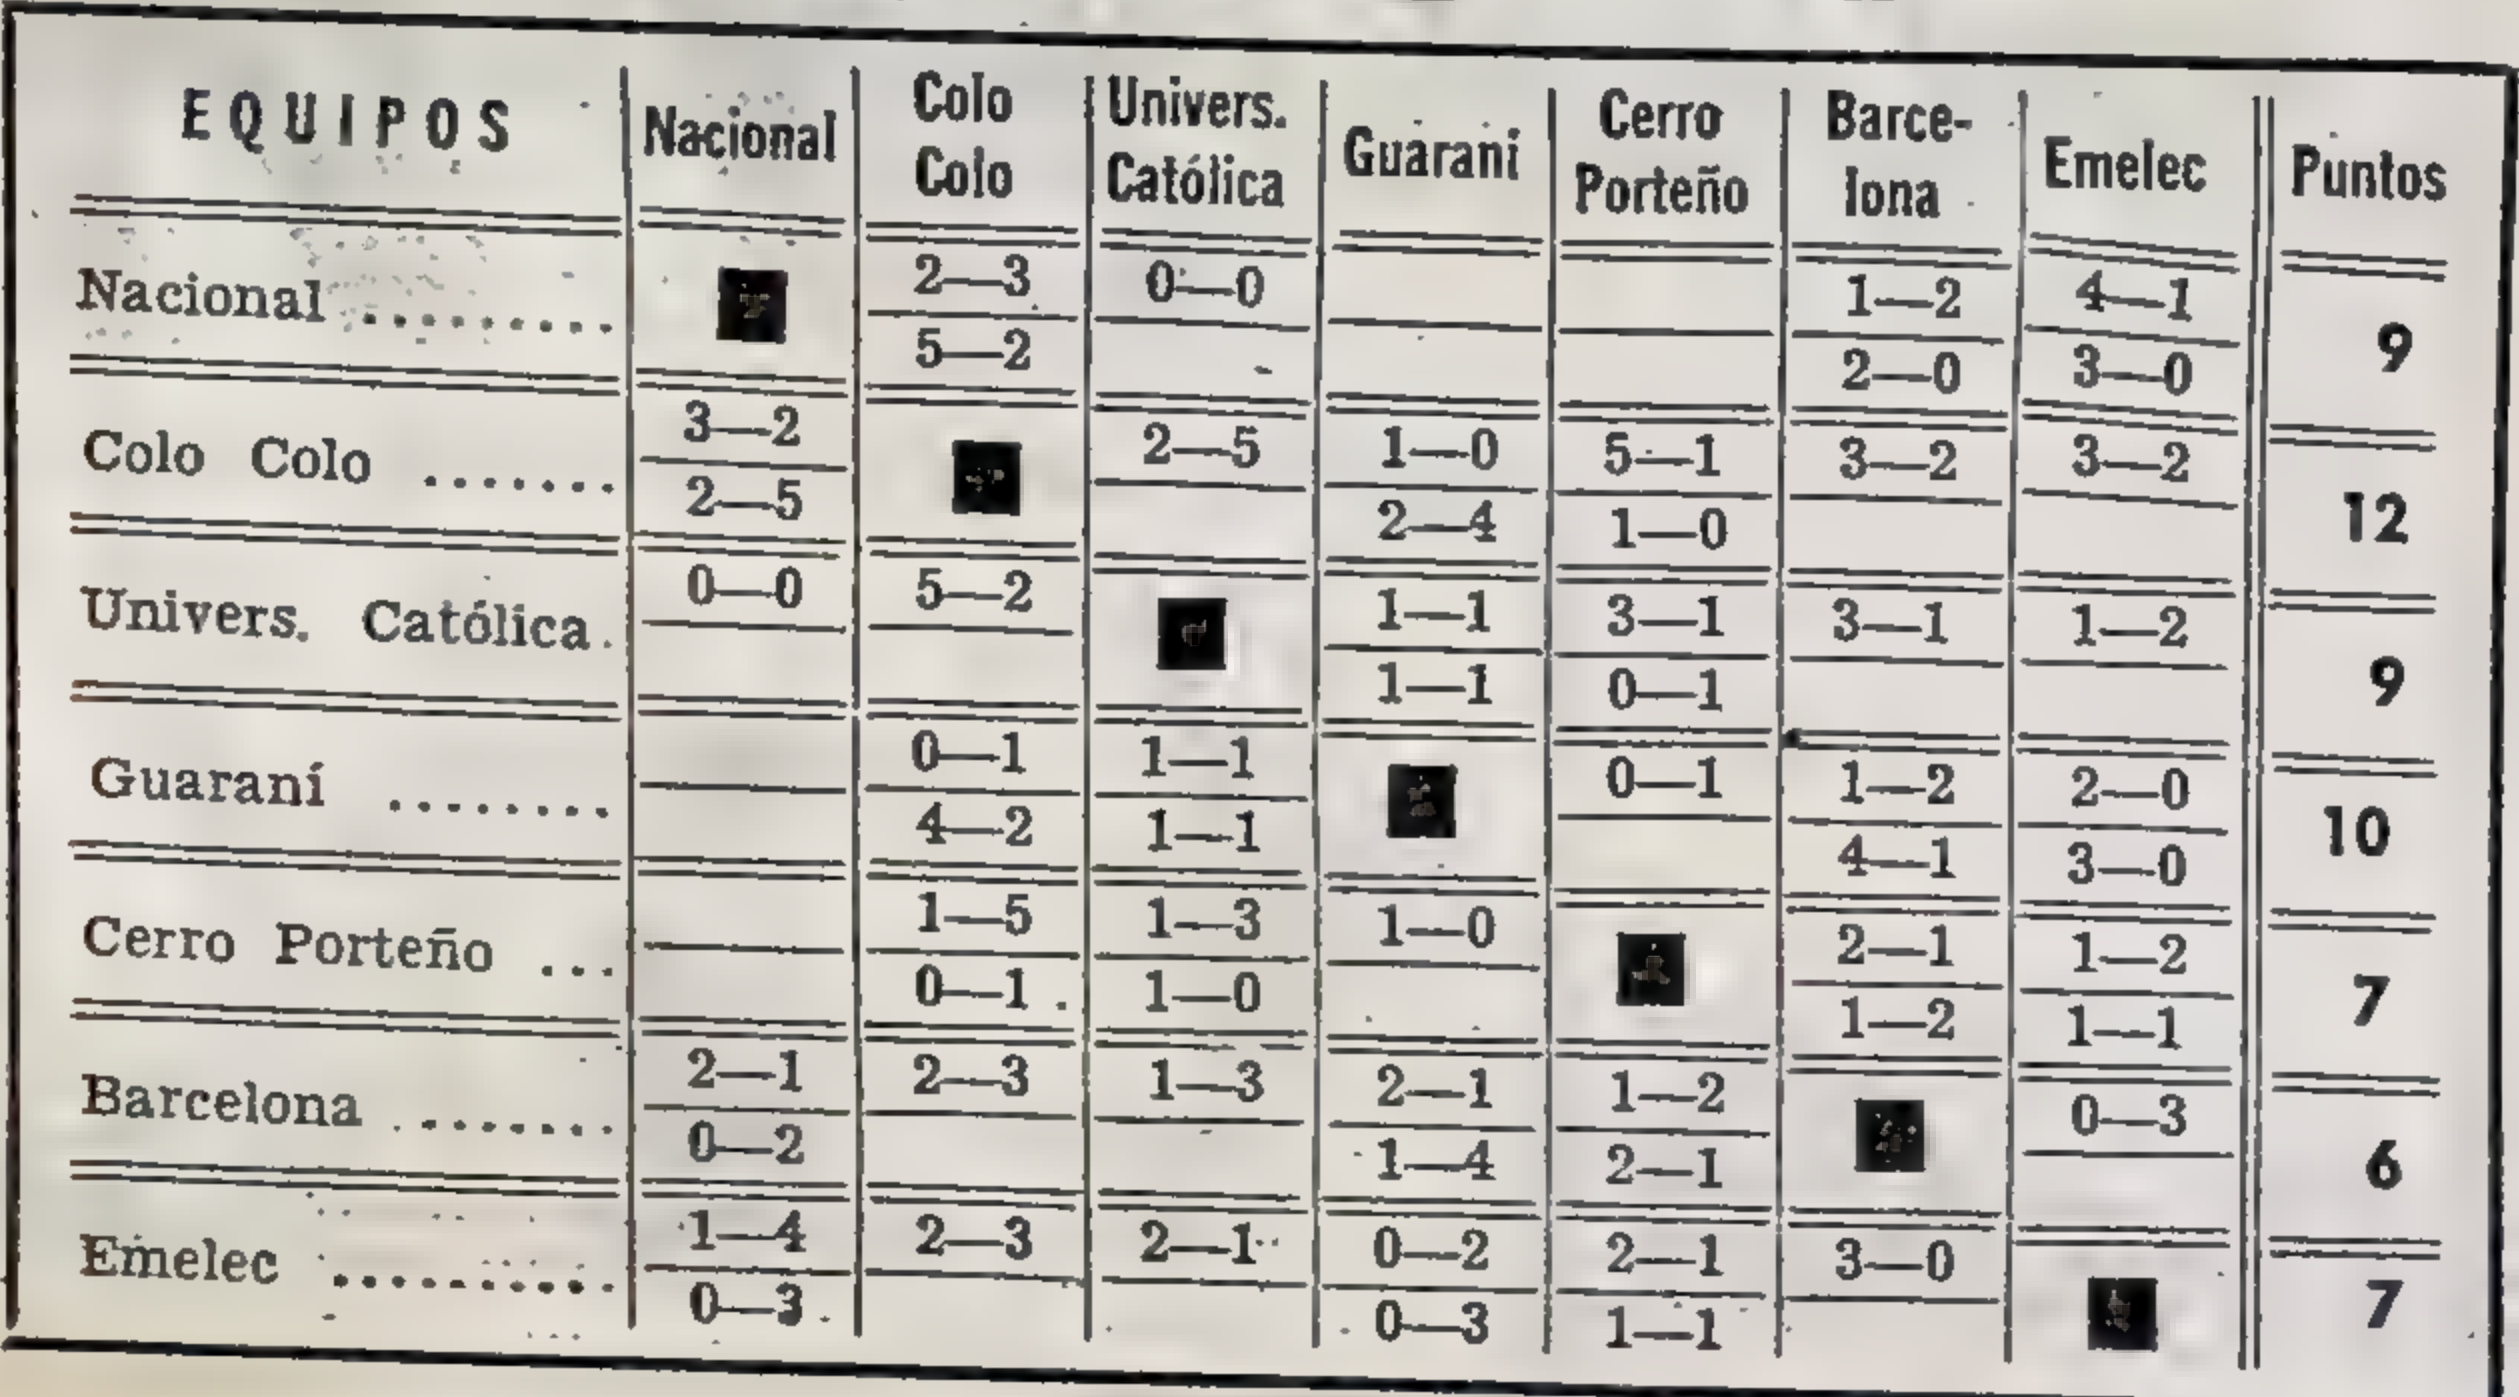 EQUIPOS Nacional Colo Colo Univers. Católica Guaraní Cerro Porteño Barce-lona Emelec Puntos
Nacional ......... 2—3 0—0 1—2 4—1
5—2 2—0 3—0 9
Colo Colo ....... 3—2 2—5 1—0 5—1 3—2 3—2
2—5 2—4 1—0 12
Univers. Católica. 0—0 5—2 1—1 3—1 3—1 1—2
1—1 0—1 9
Guaraní ........ 0—1 1—1 0—1 1—2 2—0
4—2 1—1 4—1 3—0 10
Cerro Porteño ... 1—5 1—3 1—0 2—1 1—2
0—1 1—0 1—2 1—1 7
Barcelona ........ 2—1 2—3 1—3 2—1 1—2 0—3
0—2 1—4 2—1 6
Emelec .......... 1—4 2—3 2—1 0—2 2—1 3—0
0—3 0—3 1—1 7